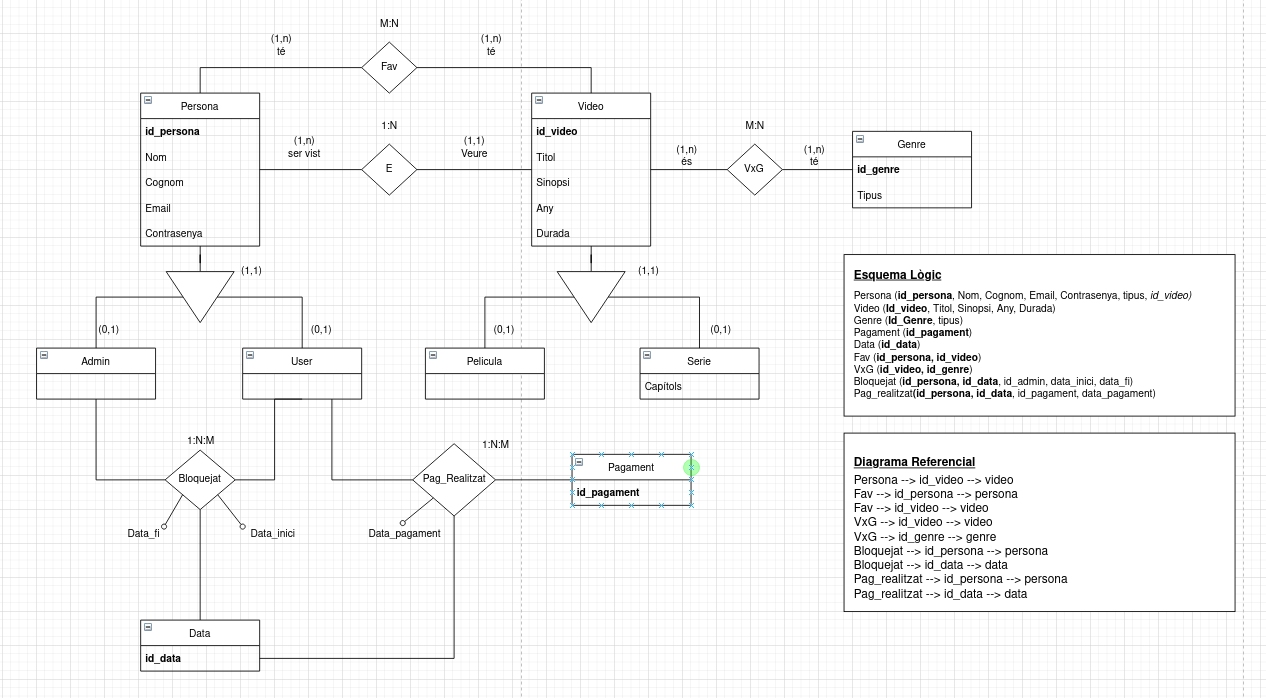 M:N
(1,n)
té
(1,n)
té
Fav
Persona
id_persona
Nom
Cognom
Email
Contrasenya
1:N
(1,n)
ser vist
E
(1,1)
Veure
Video
id_video
Titol
Sinopsi
Any
Durada
M:N
(1,n)
és
VxG
(1,n)
té
Genre
id_genre
Tipus
(1,1)
(0,1)
(0,1)
Admin
User
(1,1)
(0,1)
(0,1)
Pelicula
Serie
Capítols
1:N:M
Bloquejat
Data_fi
Data_inici
1:N:M
Pag_Realitzat
Data_pagament
Pagament
id_pagament
Data
id_data
Esquema Lògic
Persona (id_persona, Nom, Cognom, Email, Contrasenya, tipus, id_video)
Video (Id_video, Titol, Sinopsi, Any, Durada)
Genre (Id_Genre, tipus)
Pagament (id_pagament)
Data (id_data)
Fav (id_persona, id_video)
VxG (id_video, id_genre)
Bloquejat (id_persona, id_data, id_admin, data_inici, data_fi)
Pag_realitzat(id_persona, id_data, id_pagament, data_pagament)
Diagrama Referencial
Persona --> id_video --> video
Fav --> id_persona --> persona
Fav --> id_video --> video
VxG --> id_video --> video
VxG --> id_genre --> genre
Bloquejat --> id_persona --> persona
Bloquejat --> id_data --> data
Pag_realitzat --> id_persona --> persona
Pag_realitzat --> id_data --> data